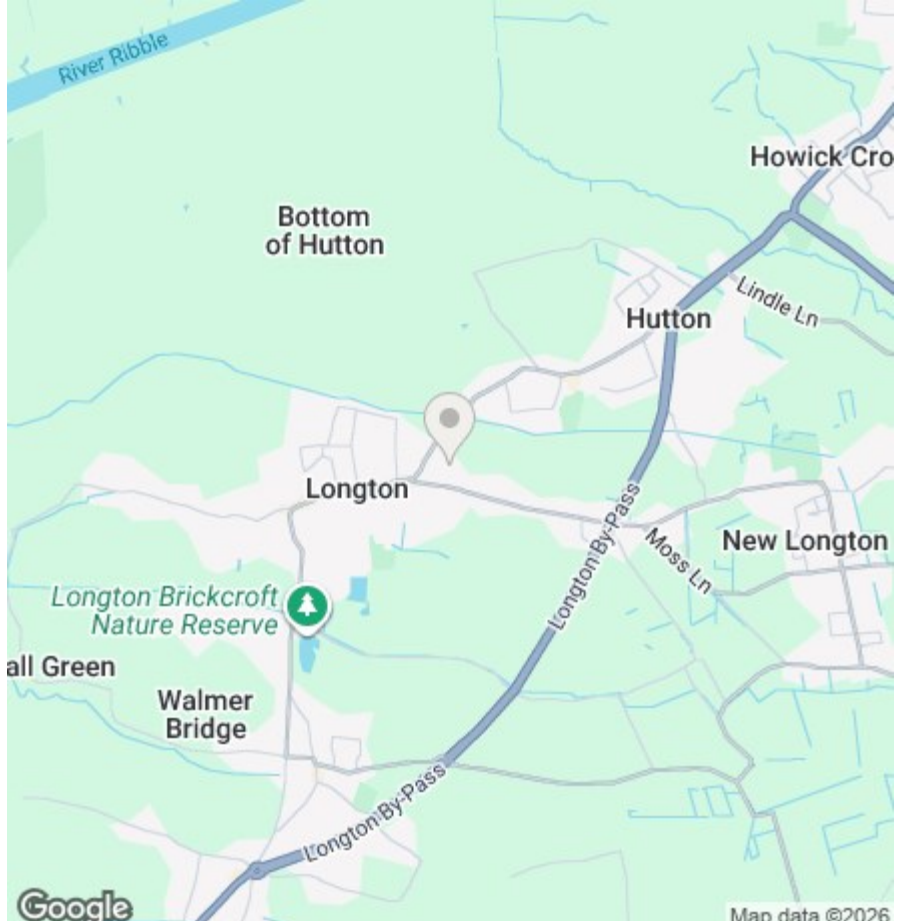 River Ribble
Howick Cro
Bottom
of Hutton
Lindle Ln
Hutton
Longton
Longton By-Pass
Moss Ln
New Longton
Longton Brickcroft
Nature Reserve
all Green
Walmer
Bridge
Longton By-Pass
Google
Map data ©2026